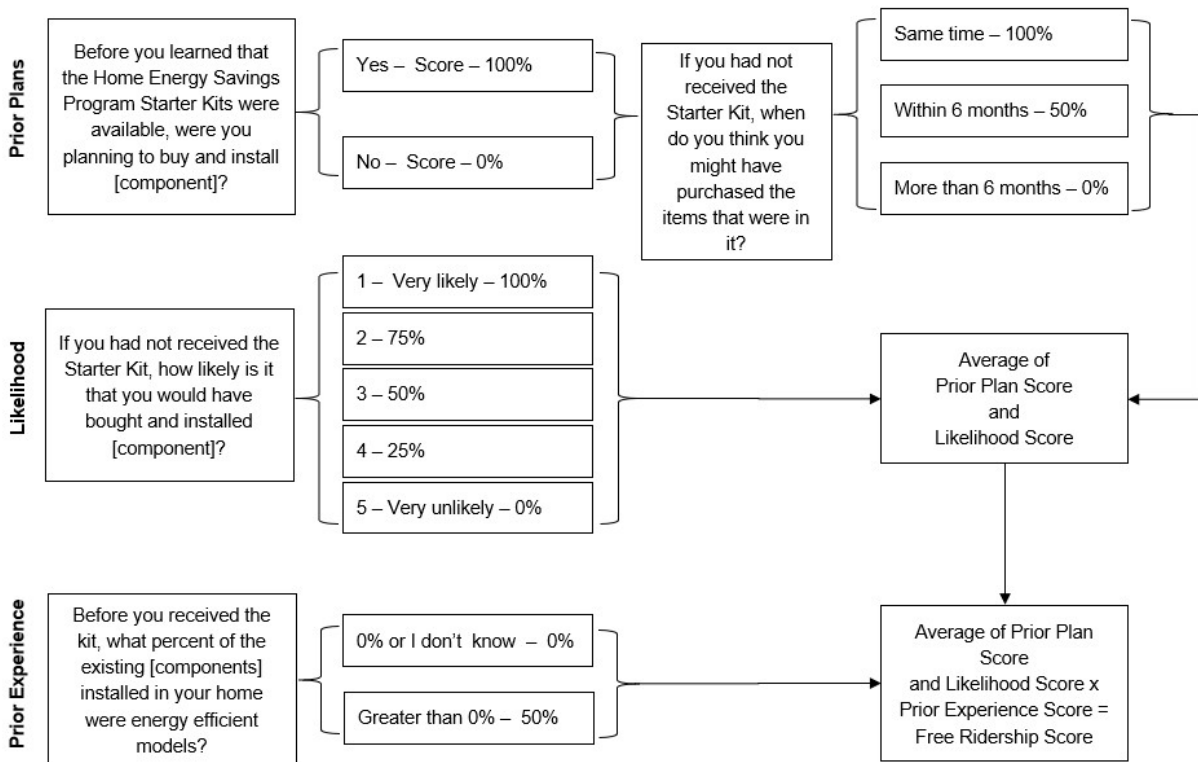 Prior Plans
Before you learned that
the Home Energy Savings
Program Starter Kits were
available, were you
planning to buy and install
[component]?
Yes – Score – 100%
No – Score – 0%
If you had not
received the
Starter Kit, when
do you think you
might have
purchased the
items that were in
it?
Same time – 100%
Within 6 months – 50%
More than 6 months – 0%
Likelihood
If you had not received the
Starter Kit, how likely is it
that you would have
bought and installed
[component]?
1 – Very likely – 100%
2 – 75%
3 – 50%
4 – 25%
5 – Very unlikely – 0%
Average of
Prior Plan Score
and
Likelihood Score
Prior Experience
Before you received the
kit, what percent of the
existing [components]
installed in your home
were energy efficient
models?
0% or I don't know – 0%
Greater than 0% – 50%
Average of Prior Plan
Score
and Likelihood Score x
Prior Experience Score =
Free Ridership Score